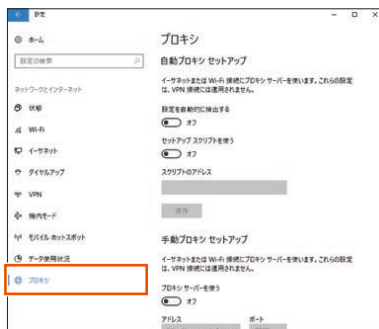 設定
ホーム
設定の検索
ネットワークとインターネット
状態
Wi-Fi
イーサネット
ダイヤルアップ
VPN
機内モード
モバイル ホットスポット
データ使用状況
プロキシ
プロキシ
自動プロキシ セットアップ
イーサネットまたは Wi-Fi 接続にプロキシ サーバーを使います。これらの設定
は、VPN 接続には適用されません。
設定を自動的に検出する
オフ
セットアップ スクリプトを使う
オフ
スクリプトのアドレス
保存
手動プロキシ セットアップ
イーサネットまたは Wi-Fi 接続にプロキシ サーバーを使います。これらの設定
は、VPN 接続には適用されません。
プロキシ サーバーを使う
オフ
アドレス
ポート